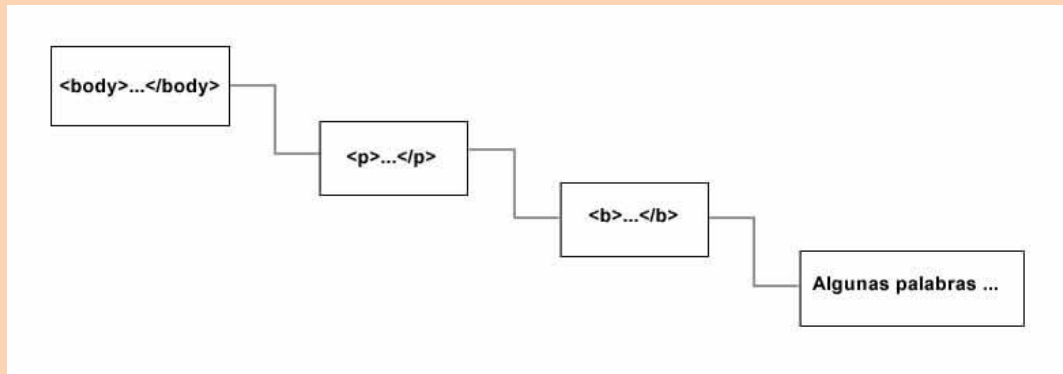 <body>...</body>
<p>...</p>
<b>...</b>
Algunas palabras ...